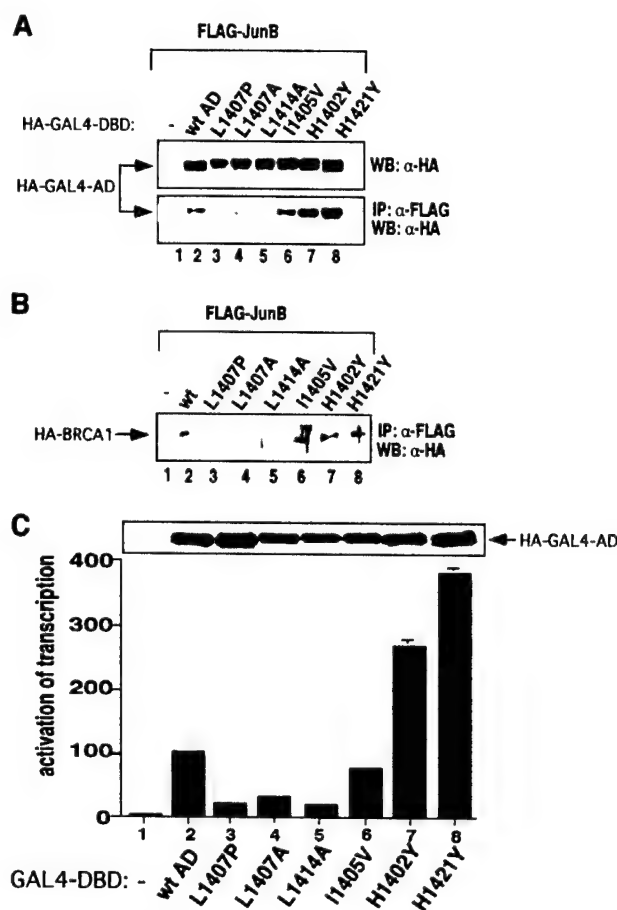 A
FLAG-JunB
HA-GAL4-DBD: - wt AD L1407P L1407A L1414A I1405V H1402Y H1421Y
WB: α-HA
HA-GAL4-AD
IP: α-FLAG
WB: α-HA
1 2 3 4 5 6 7 8
B
FLAG-JunB
- wt L1407P L1407A L1414A I1405V H1402Y H1421Y
HA-BRCA1
IP: α-FLAG
WB: α-HA
1 2 3 4 5 6 7 8
C
HA-GAL4-AD
activation of transcription
400
300
200
100
0
1 2 3 4 5 6 7 8
GAL4-DBD: - wt AD L1407P L1407A L1414A I1405V H1402Y H1421Y